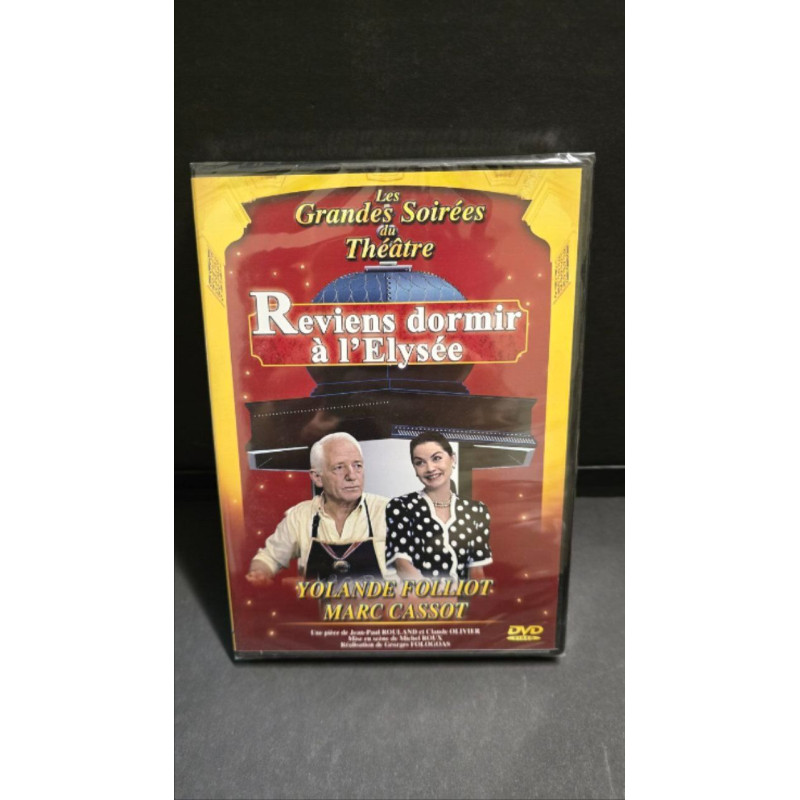 Les
Grandes Soirées
du
Théâtre
Reviens dormir
à l'Elysée
YOLANDE FOLLIOT
MARC CASSOT
Une pièce de Jean-Paul ROULAND et Claude OLIVIER
Mise en scène de Michel ROUX
Réalisation de Georges FOLGOAS
DVD
VIDEO